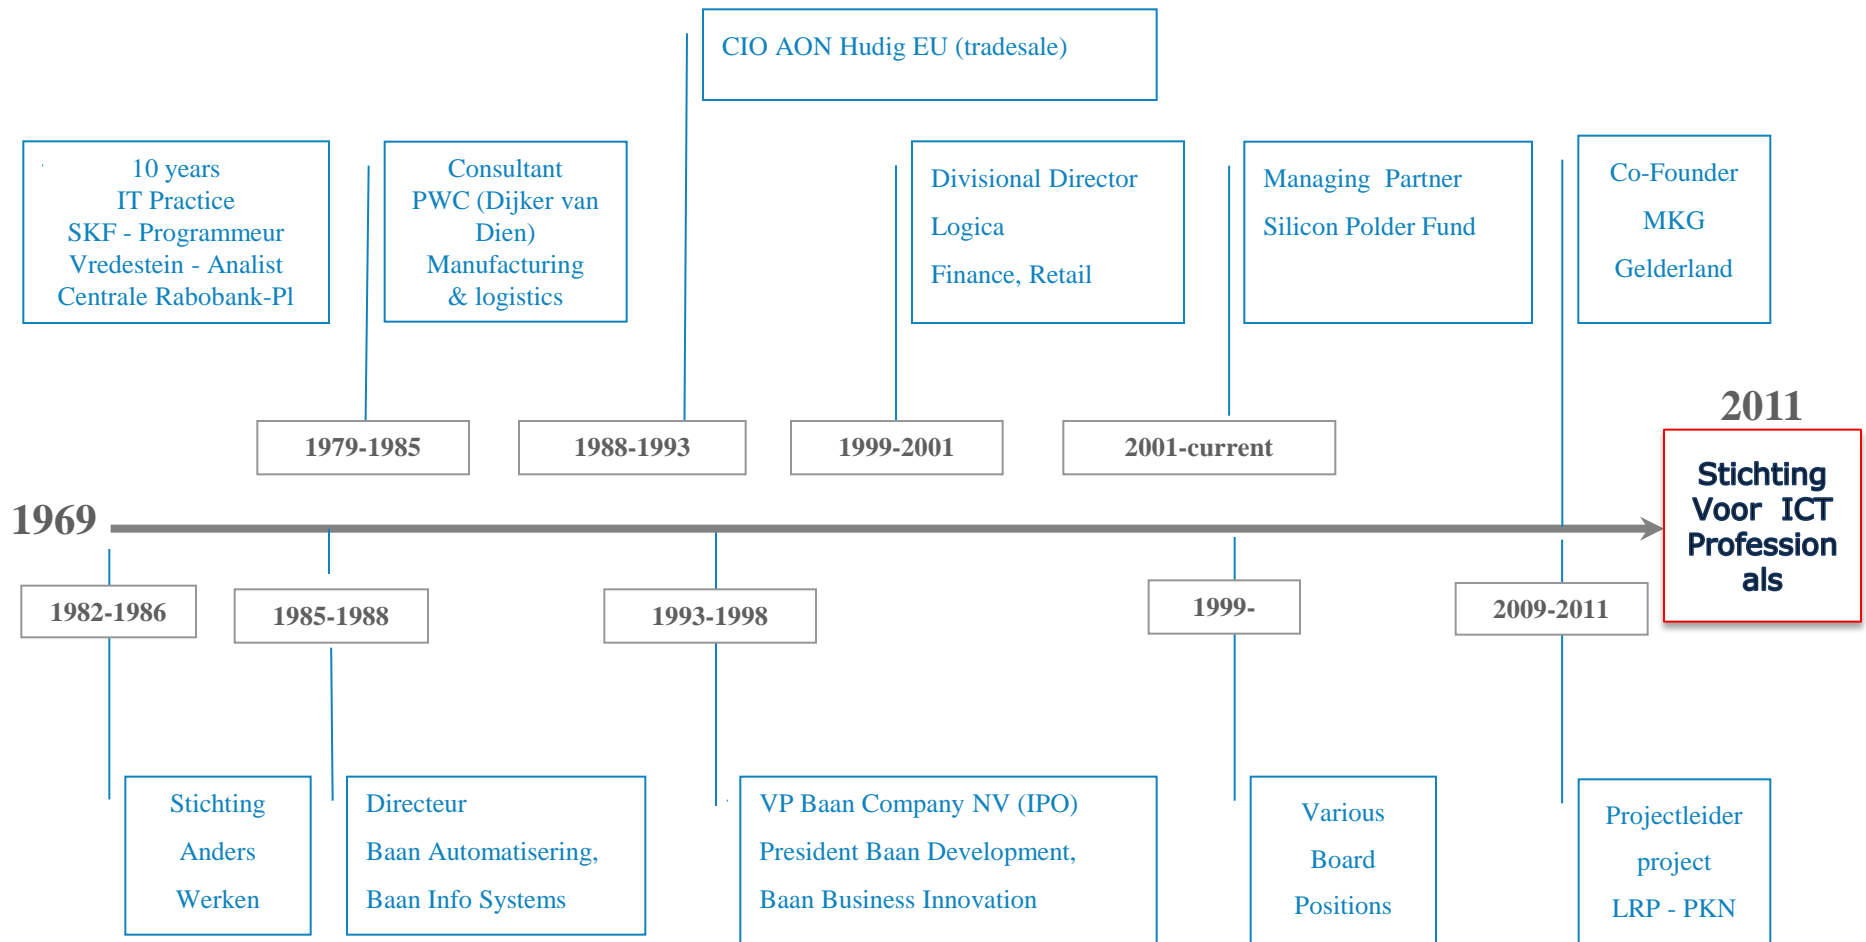 CIO AON Hudig EU (tradesale)
10 years
IT Practice
SKF - Programmeur
Vredestein - Analist
Centrale Rabobank-Pl
Consultant
PWC (Dijker van
Dien)
Manufacturing
& logistics
Divisional Director
Logica
Finance, Retail
Managing Partner
Silicon Polder Fund
Co-Founder
MKG
Gelderland
1979-1985
1988-1993
1999-2001
2001-current
2011
Stichting
Voor ICT
Profession
als
1969
1982-1986
1985-1988
1993-1998
1999-
2009-2011
Stichting
Anders
Werken
Directeur
Baan Automatisering,
Baan Info Systems
VP Baan Company NV (IPO)
President Baan Development,
Baan Business Innovation
Various
Board
Positions
Projectleider
project
LRP - PKN